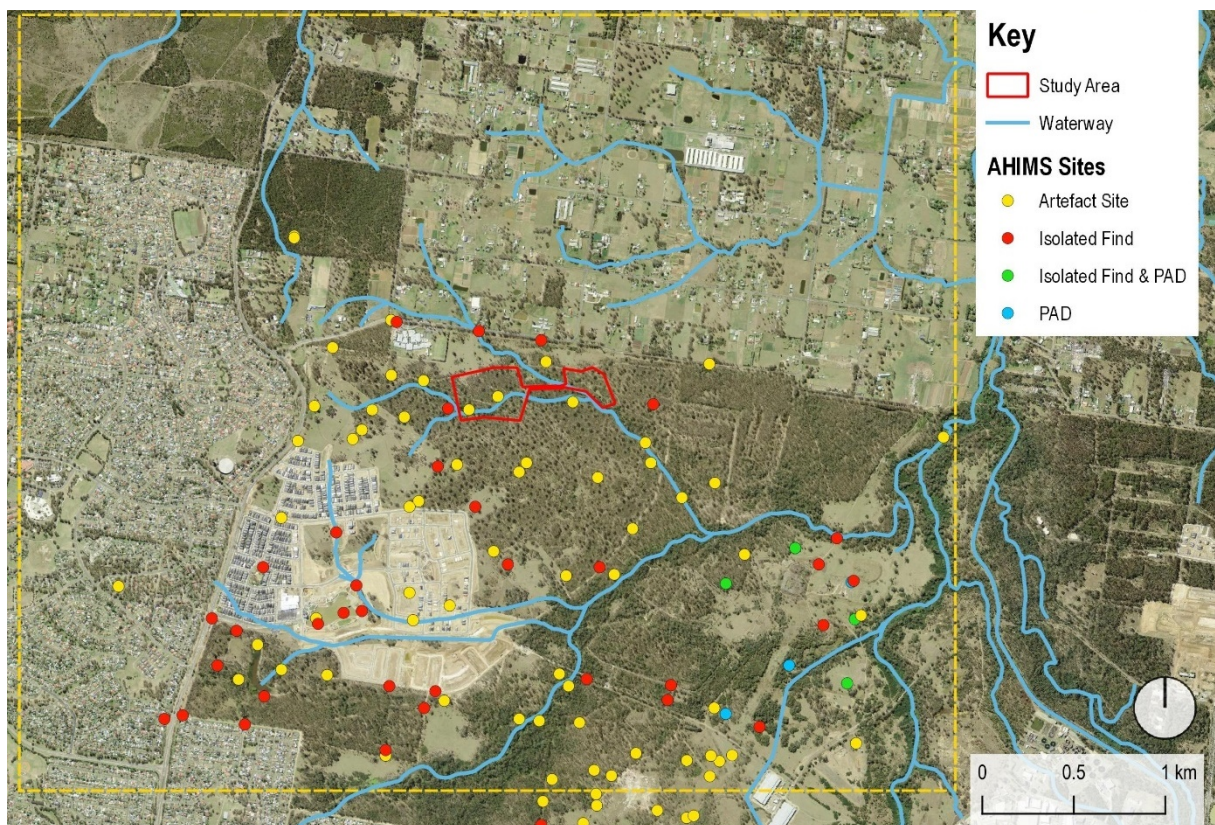 Key
Study Area
Waterway
AHIMS Sites
Artefact Site
Isolated Find
Isolated Find & PAD
PAD
0 0.5 1 km